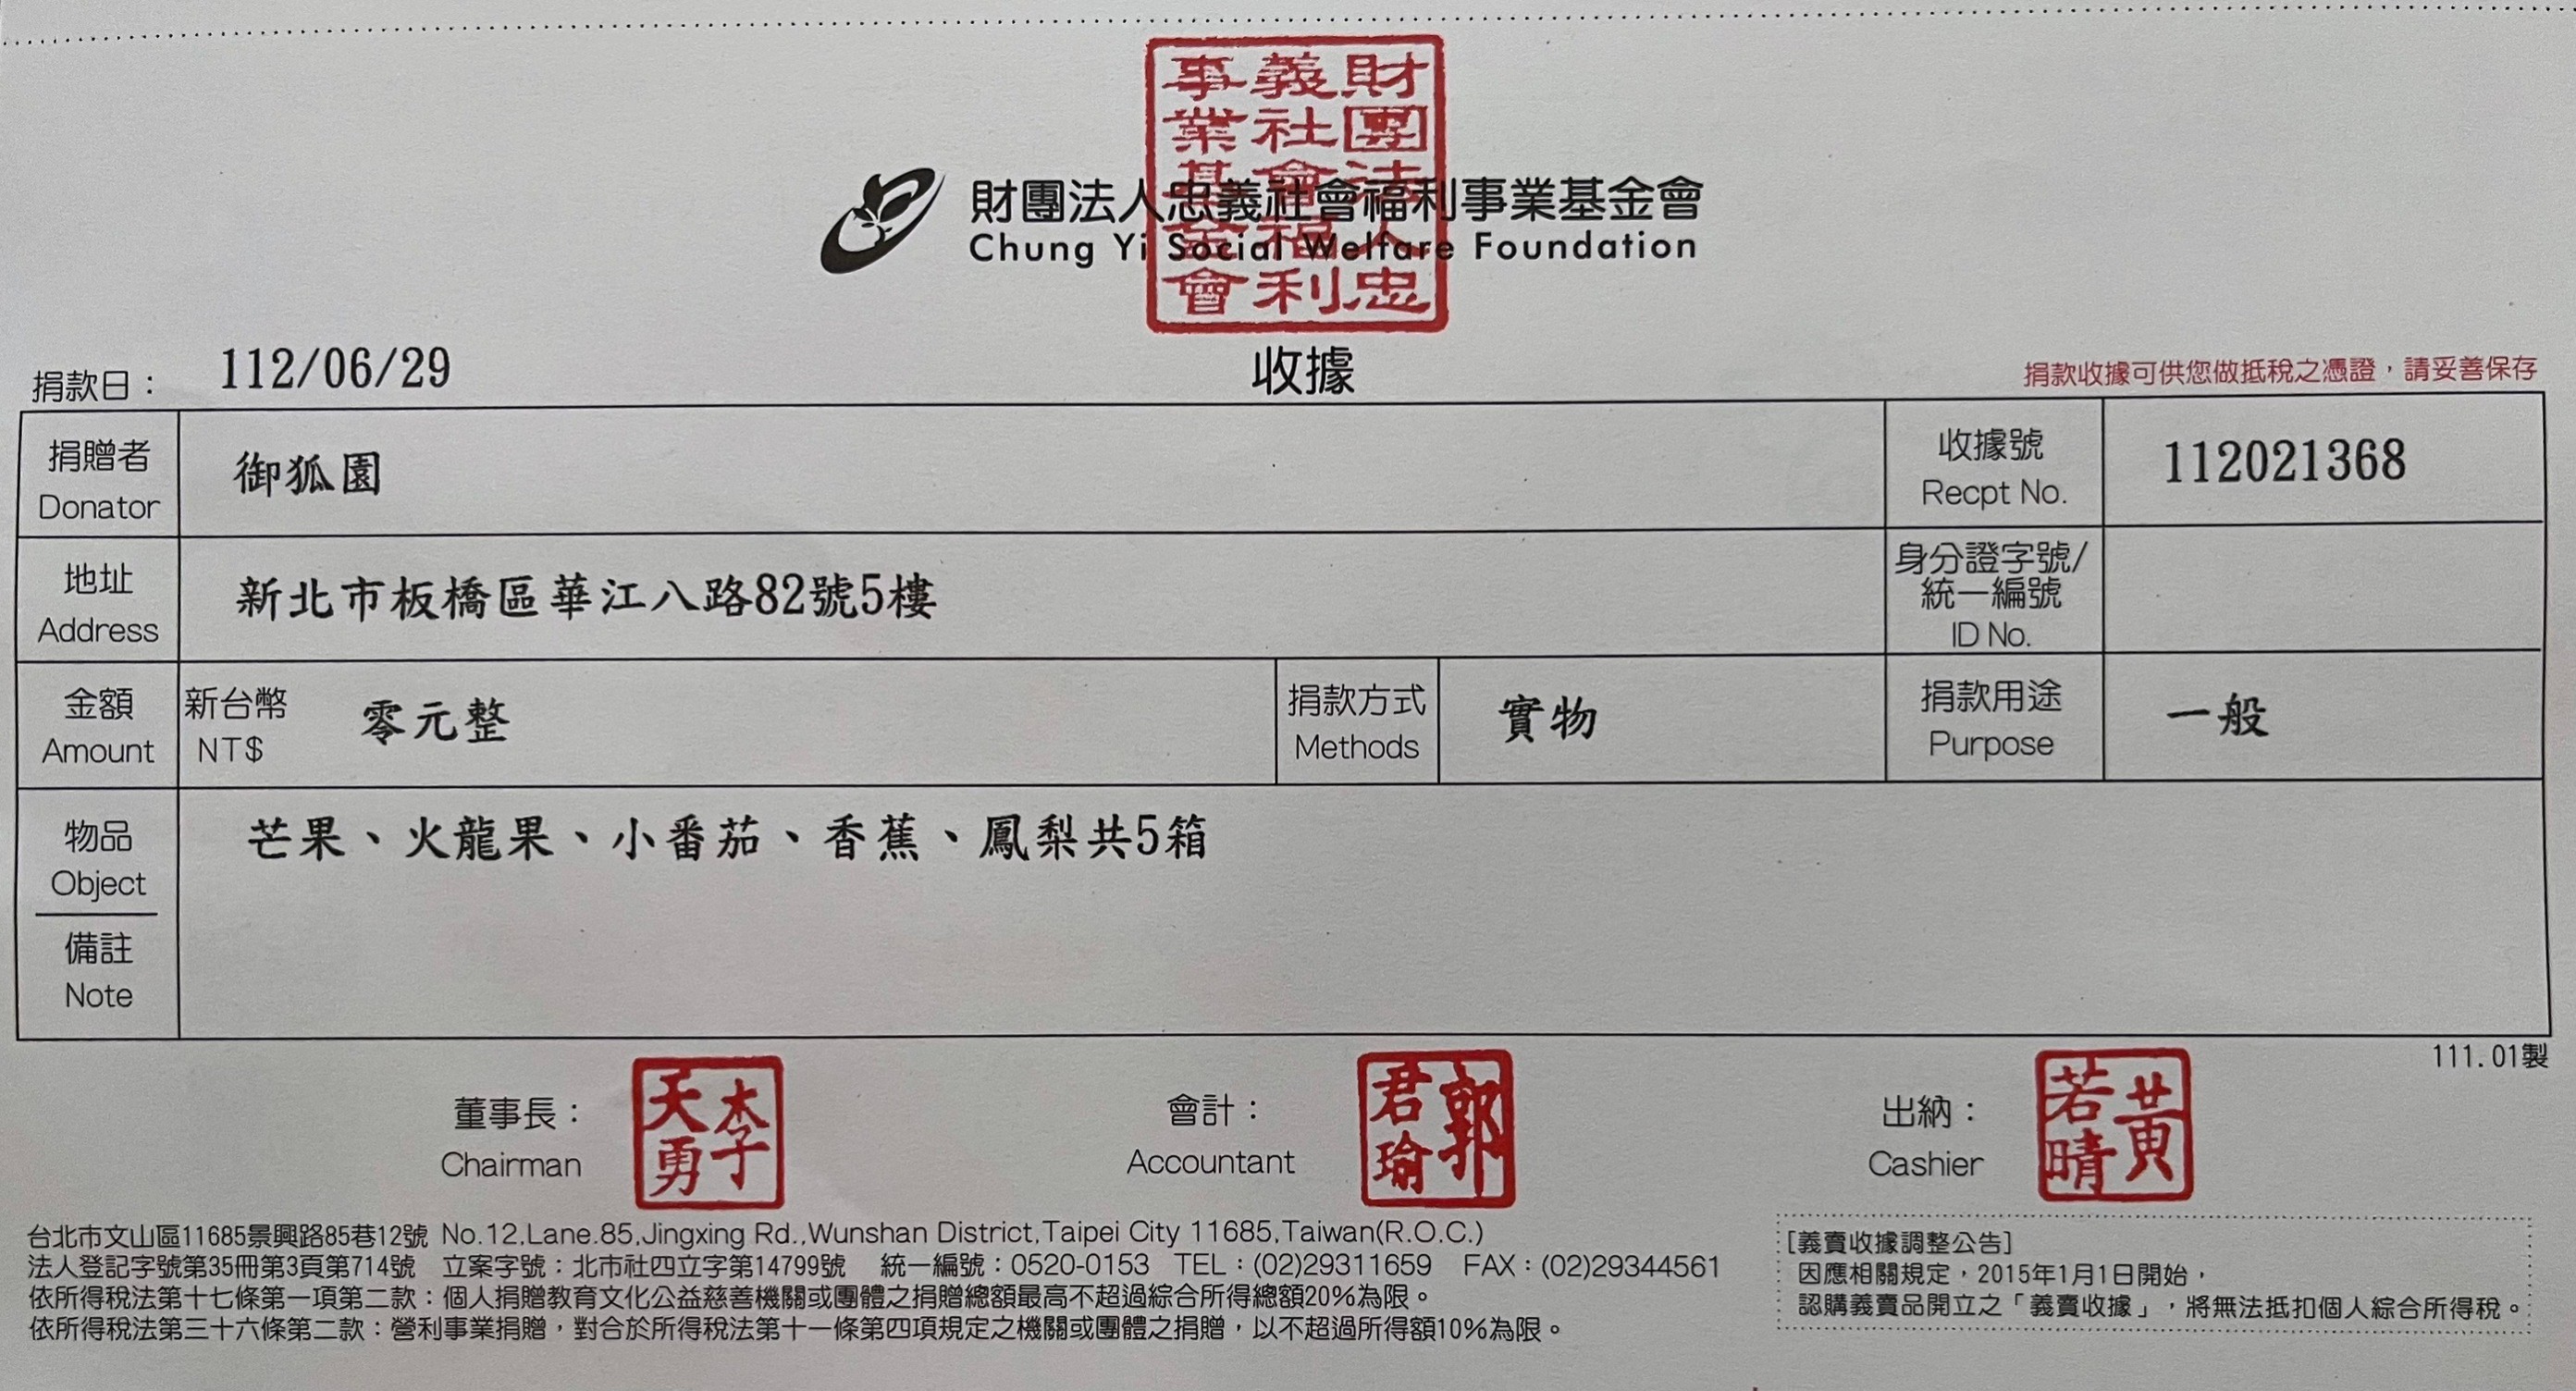 財團法人忠義社會福利事業基金會
財團法人忠義社會福利事業基金會
Chung Yi Social Welfare Foundation
收據
捐款日： 112/06/29
捐款收據可供您做抵稅之憑證，請妥善保存
捐贈者 Donator 御狐園
收據號 Recpt No. 112021368
地址 Address 新北市板橋區華江八路82號5樓
身分證字號/統一編號 ID No.
金額 Amount 新台幣 NT$ 零元整
捐款方式 Methods 實物
捐款用途 Purpose 一般
物品 Object 芒果、火龍果、小番茄、香蕉、鳳梨共5箱
備註 Note
111.01製
董事長： Chairman 李天勇
會計： Accountant 郭君瑜
出納： Cashier 黃若晴
台北市文山區11685景興路85巷12號 No.12,Lane.85,Jingxing Rd.,Wunshan District,Taipei City 11685,Taiwan(R.O.C.)
法人登記字號第35冊第3頁第714號 立案字號：北市社四立字第14799號 統一編號：0520-0153 TEL：(02)29311659 FAX：(02)29344561
依所得稅法第十七條第一項第二款：個人捐贈教育文化公益慈善機關或團體之捐贈總額最高不超過綜合所得總額20%為限。
依所得稅法第三十六條第二款：營利事業捐贈，對合於所得稅法第十一條第四項規定之機關或團體之捐贈，以不超過所得額10%為限。
[義賣收據調整公告]
因應相關規定，2015年1月1日開始，
認購義賣品開立之「義賣收據」，將無法抵扣個人綜合所得稅。